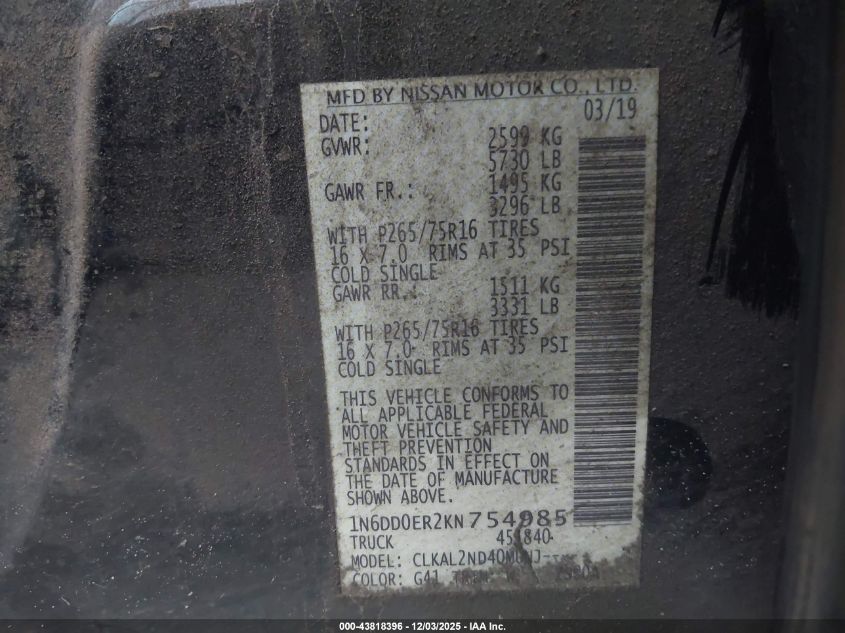 MFD BY NISSAN MOTOR CO., LTD.
DATE: 03/19
GVWR: 2599 KG
5730 LB
GAWR FR.: 1495 KG
3296 LB
WITH P265/75R16 TIRES
16 X 7.0 RIMS AT 35 PSI
COLD SINGLE
GAWR RR.: 1511 KG
3331 LB
WITH P265/75R16 TIRES
16 X 7.0 RIMS AT 35 PSI
COLD SINGLE
THIS VEHICLE CONFORMS TO
ALL APPLICABLE FEDERAL
MOTOR VEHICLE SAFETY AND
THEFT PREVENTION
STANDARDS IN EFFECT ON
THE DATE OF MANUFACTURE
SHOWN ABOVE.
1N6DD0ER2KN754985
TRUCK
MODEL:
COLOR: G41
000-43818396 - 12/03/2025 - IAA Inc.